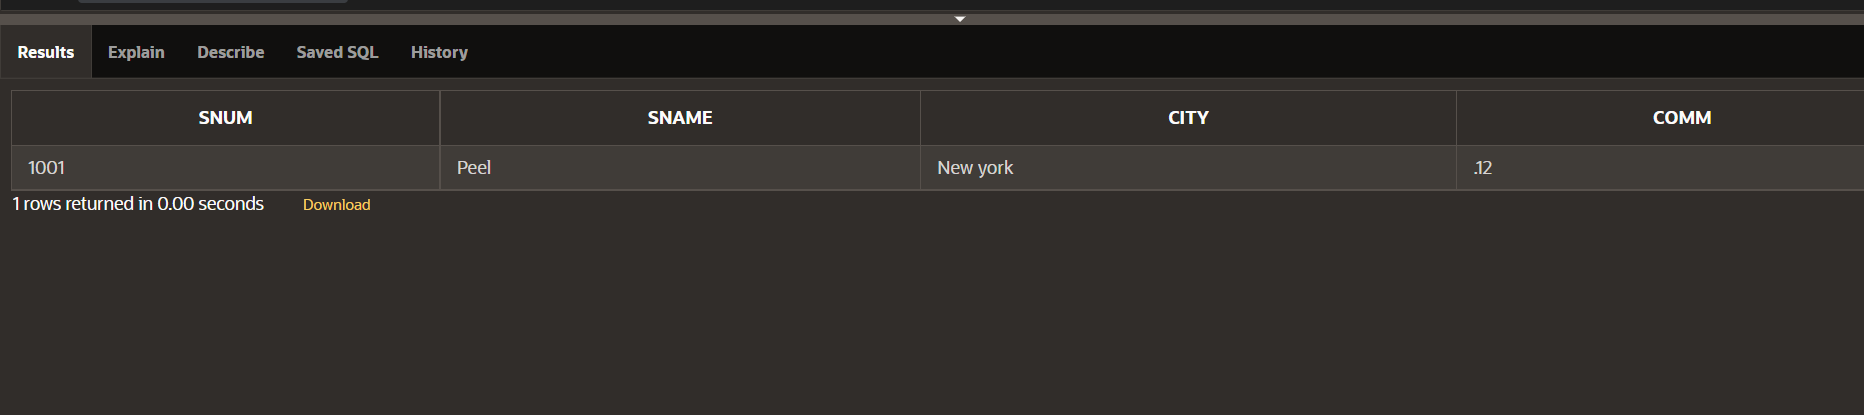 Results Explain Describe Saved SQL History
SNUM SNAME CITY COMM
1001 Peel New york .12
1 rows returned in 0.00 seconds Download